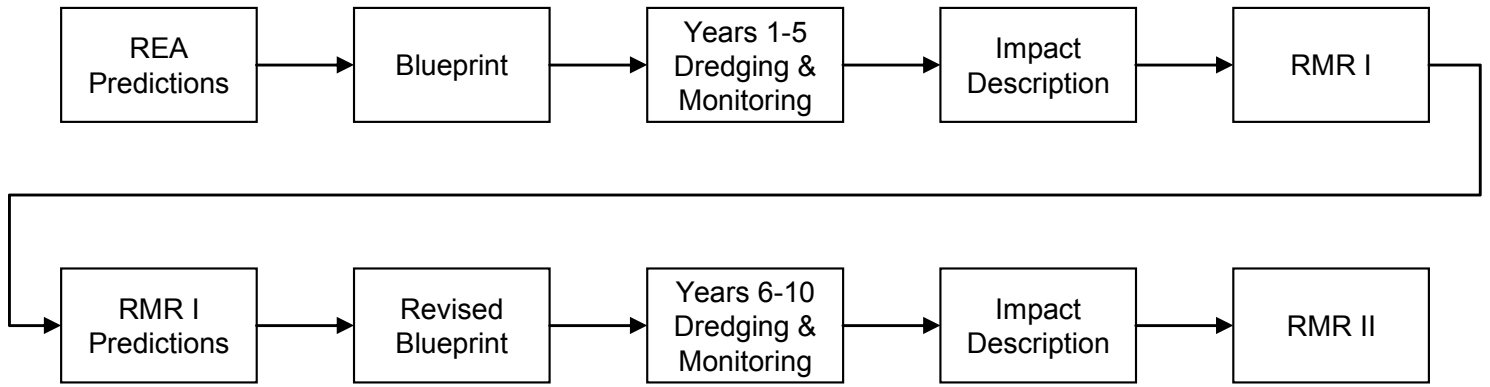 REA
Predictions
Blueprint
Years 1-5
Dredging &
Monitoring
Impact
Description
RMR I
RMR I
Predictions
Revised
Blueprint
Years 6-10
Dredging &
Monitoring
Impact
Description
RMR II